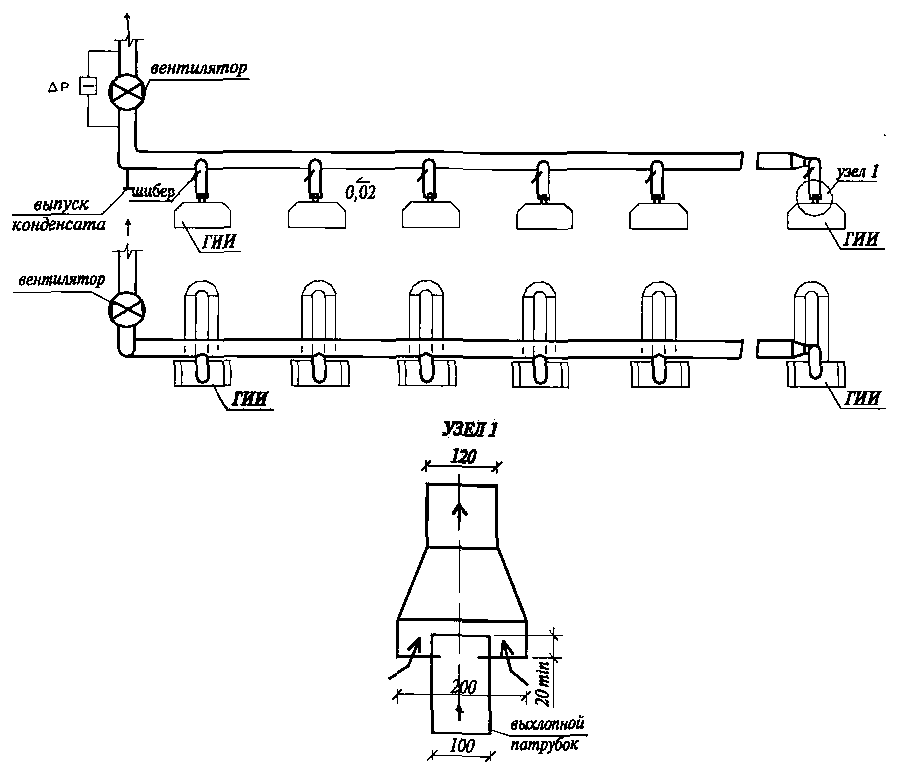 вентилятор
ΔP
шибер
0,02
узел 1
выпуск
конденсата
ГИИ
ГИИ
вентилятор
ГИИ
ГИИ
УЗЕЛ 1
120
200
20 min
выхлопной
патрубок
100